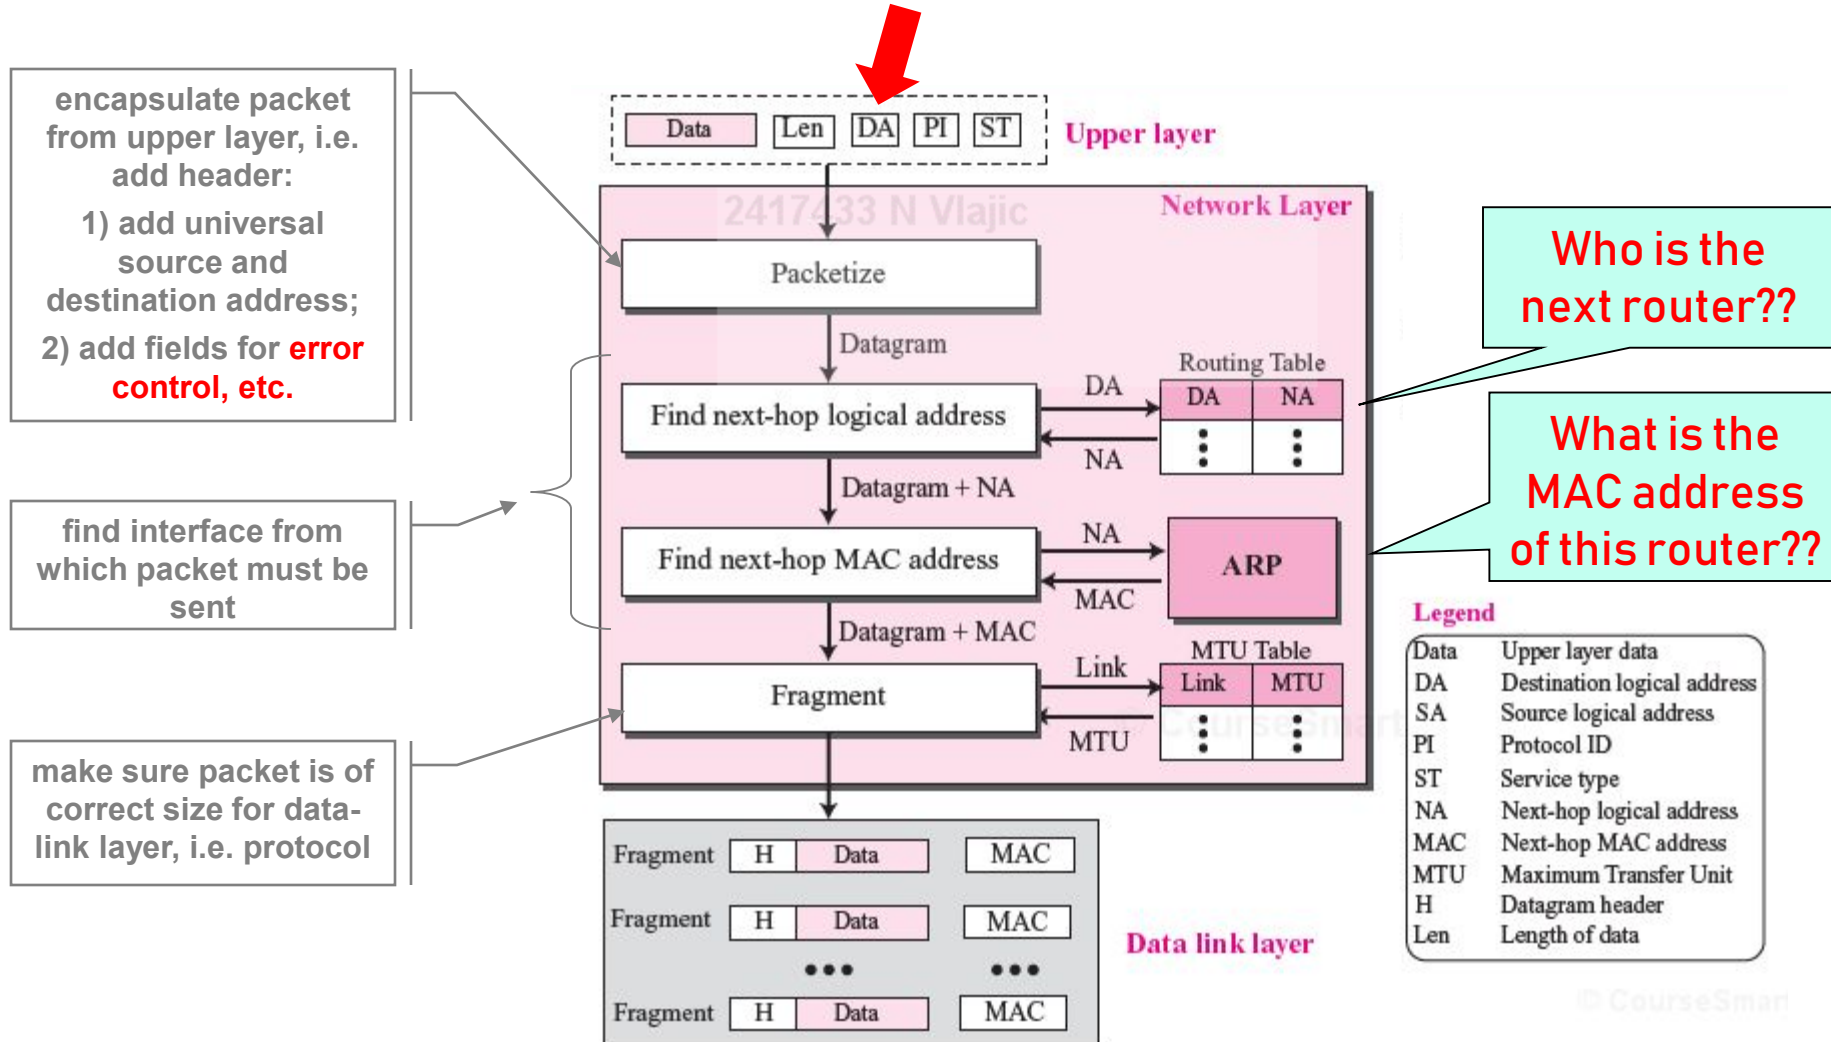 encapsulate packet
from upper layer, i.e.
add header:
1) add universal
source and
destination address;
2) add fields for error
control, etc.
find interface from
which packet must be
sent
make sure packet is of
correct size for data-
link layer, i.e. protocol
Data Len DA PI ST
Upper layer
2417433 N Vlajic
Network Layer
Packetize
Datagram
Find next-hop logical address
DA
NA
Routing Table
DA NA
Datagram + NA
Find next-hop MAC address
NA
MAC
ARP
Datagram + MAC
Fragment
Link
MTU
MTU Table
Link MTU
© CourseSmart
Fragment H Data MAC
Fragment H Data MAC
Fragment H Data MAC
Data link layer
Who is the
next router??
What is the
MAC address
of this router??
Legend
Data Upper layer data
DA Destination logical address
SA Source logical address
PI Protocol ID
ST Service type
NA Next-hop logical address
MAC Next-hop MAC address
MTU Maximum Transfer Unit
H Datagram header
Len Length of data
© CourseSmart